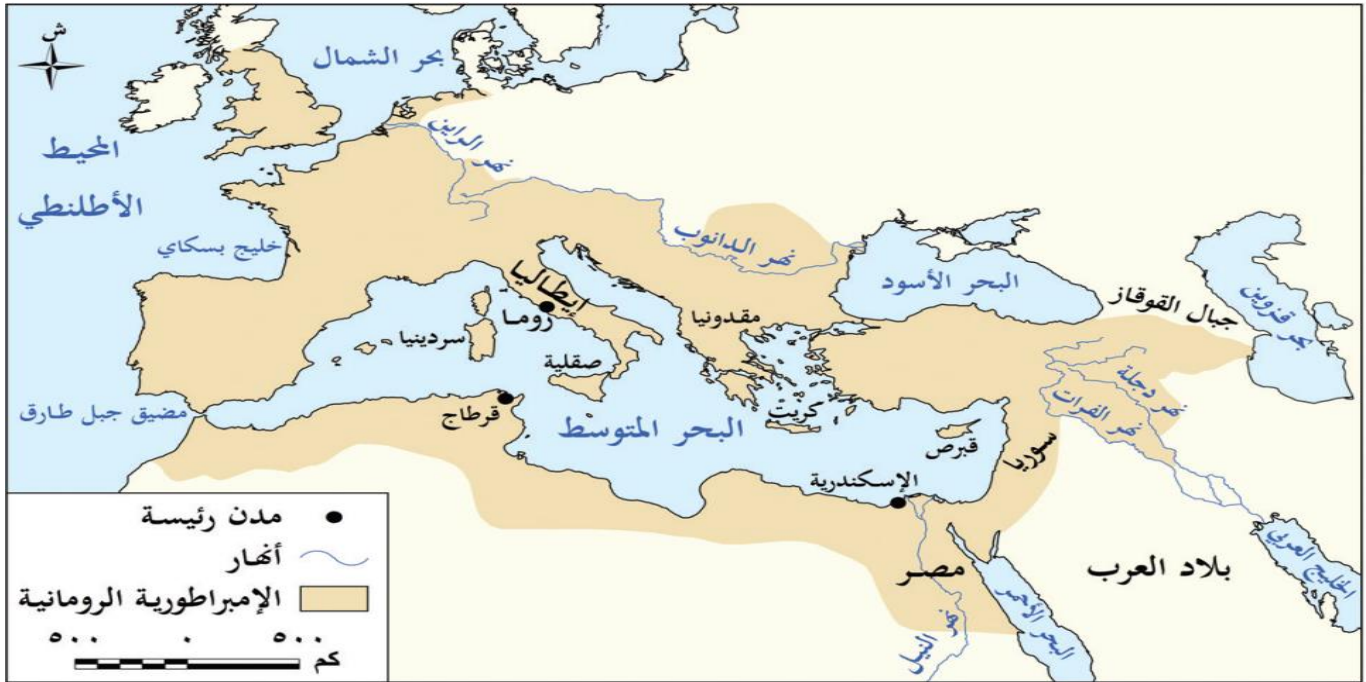 ش
بحر الشمال
المحيط
الأطلنطي
نهر الراين
خليج بسكاي
نهر الدانوب
البحر الأسود
جبال القوقاز
بحر قزوين
إيطاليا
روما
مقدونيا
سردينيا
صقلية
نهر دجلة
نهر الفرات
مضيق جبل طارق
قرطاج
البحر المتوسط
كريت
قبرص
سوريا
الإسكندرية
مصر
بلاد العرب
الخليج العربي
البحر الأحمر
نهر النيل
مدن رئيسة
أنهار
الإمبراطورية الرومانية
٥٠٠ ٠ ٥٠٠
كم